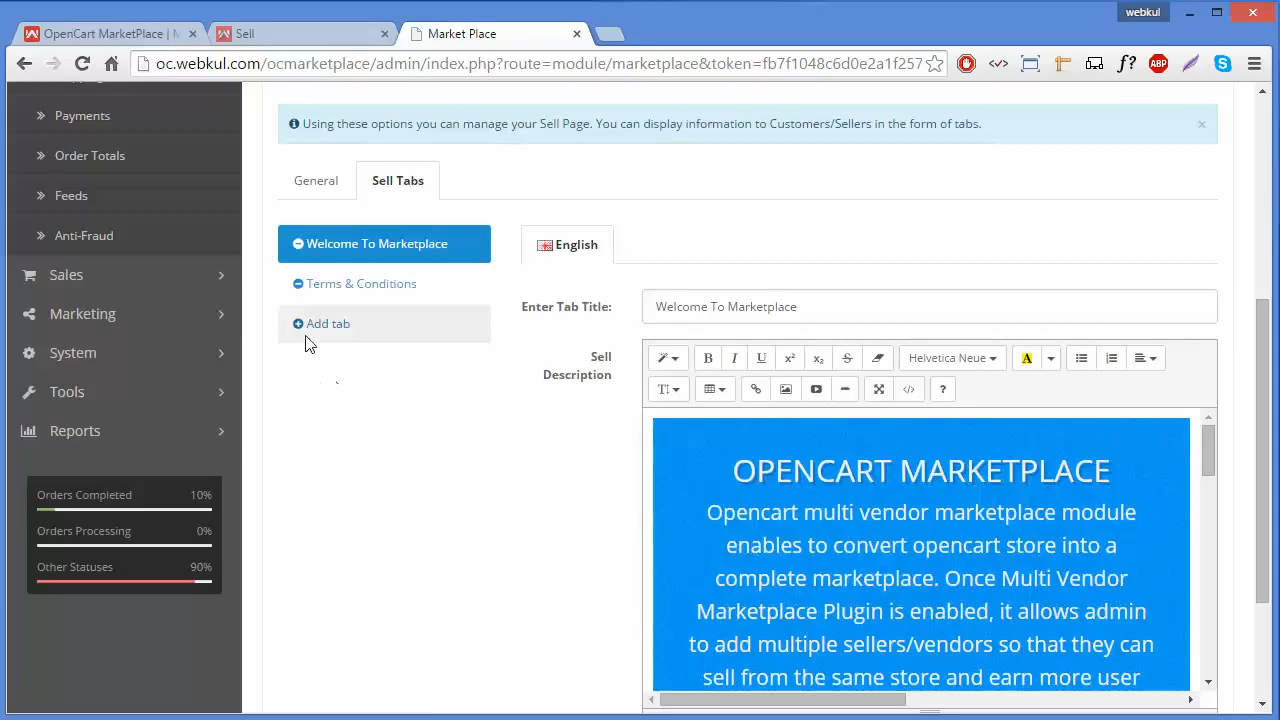 webkul
OpenCart MarketPlace | M
Sell
Market Place
oc.webkul.com/ocmarketplace/admin/index.php?route=module/marketplace&token=fb7f1048c6d0e2a1f257
Payments
Order Totals
Feeds
Anti-Fraud
Sales
Marketing
System
Tools
Reports
Orders Completed 10%
Orders Processing 0%
Other Statuses 90%
Using these options you can manage your Sell Page. You can display information to Customers/Sellers in the form of tabs.
General
Sell Tabs
Welcome To Marketplace
Terms & Conditions
Add tab
English
Enter Tab Title:
Welcome To Marketplace
Sell
Description
B I U x² x₂ S Helvetica Neue A
T
?
OPENCART MARKETPLACE
Opencart multi vendor marketplace module
enables to convert opencart store into a
complete marketplace. Once Multi Vendor
Marketplace Plugin is enabled, it allows admin
to add multiple sellers/vendors so that they can
sell from the same store and earn more user